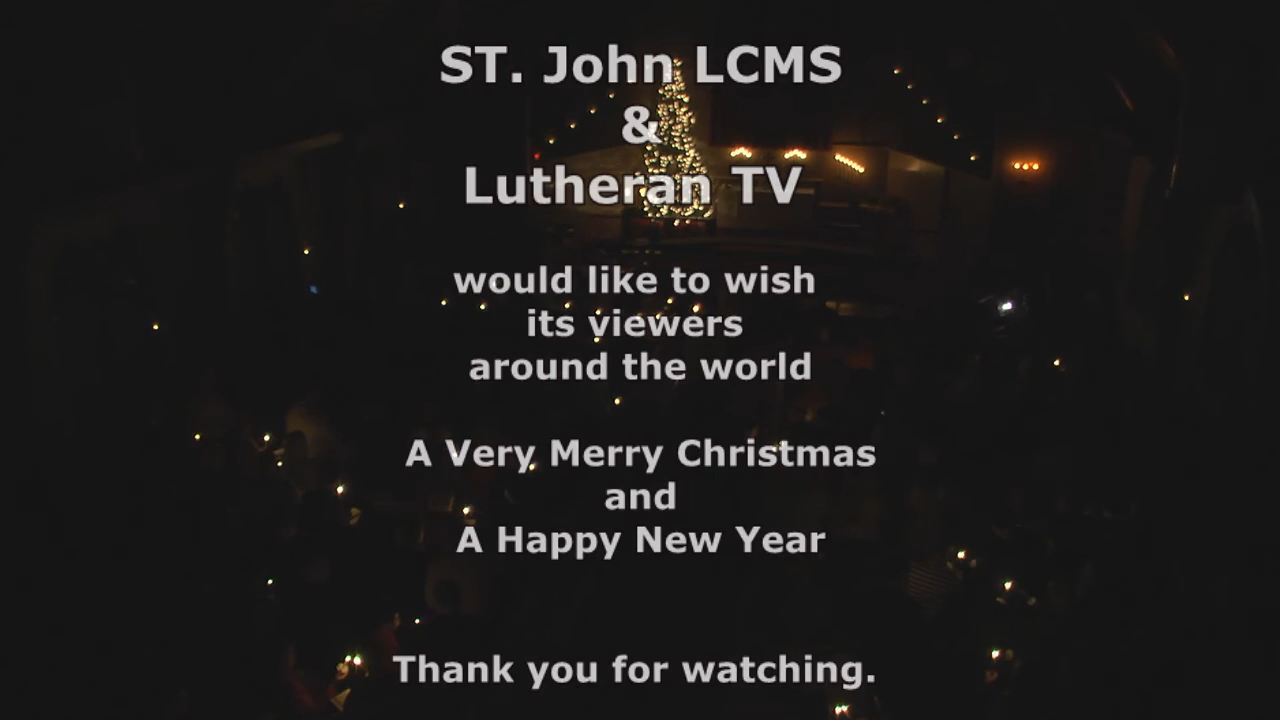 ST. John LCMS
&
Lutheran TV
would like to wish
its viewers
around the world
A Very Merry Christmas
and
A Happy New Year
Thank you for watching.